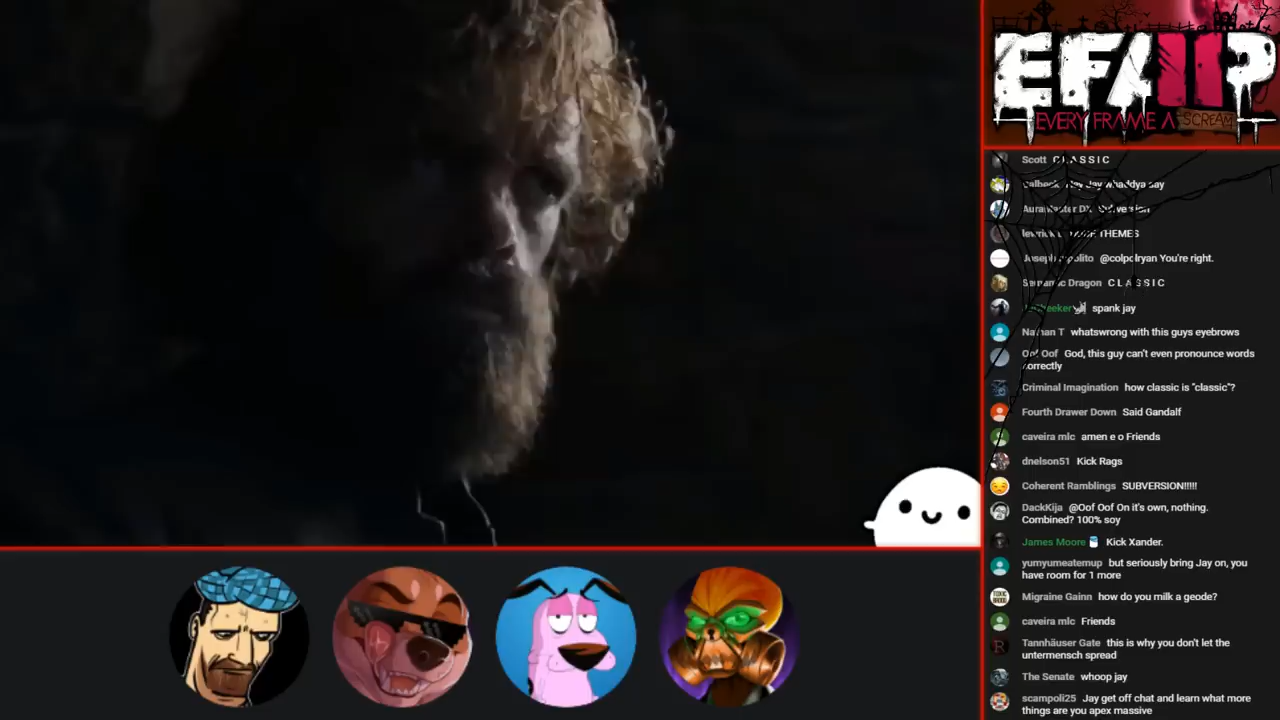 EFAP
EVERY FRAME A SCREAM
Scott C L A S S I C
Jay whaddya say
AuraMaster DX Subversion
THEMES
@colpolryan You're right.
Semantic Dragon C L A S S I C
spank jay
Nathan T whatswrong with this guys eyebrows
Oof Oof God, this guy can't even pronounce words
correctly
Criminal Imagination how classic is "classic"?
Fourth Drawer Down Said Gandalf
caveira mlc amen e o Friends
dnelson51 Kick Rags
Coherent Ramblings SUBVERSION!!!!!
DackKija @Oof Oof On it's own, nothing.
Combined? 100% soy
James Moore Kick Xander.
yumyumeatemup but seriously bring Jay on, you
have room for 1 more
Migraine Gainn how do you milk a geode?
caveira mlc Friends
Tannhäuser Gate this is why you don't let the
untermensch spread
The Senate whoop jay
scampoli25 Jay get off chat and learn what more
things are you apex massive